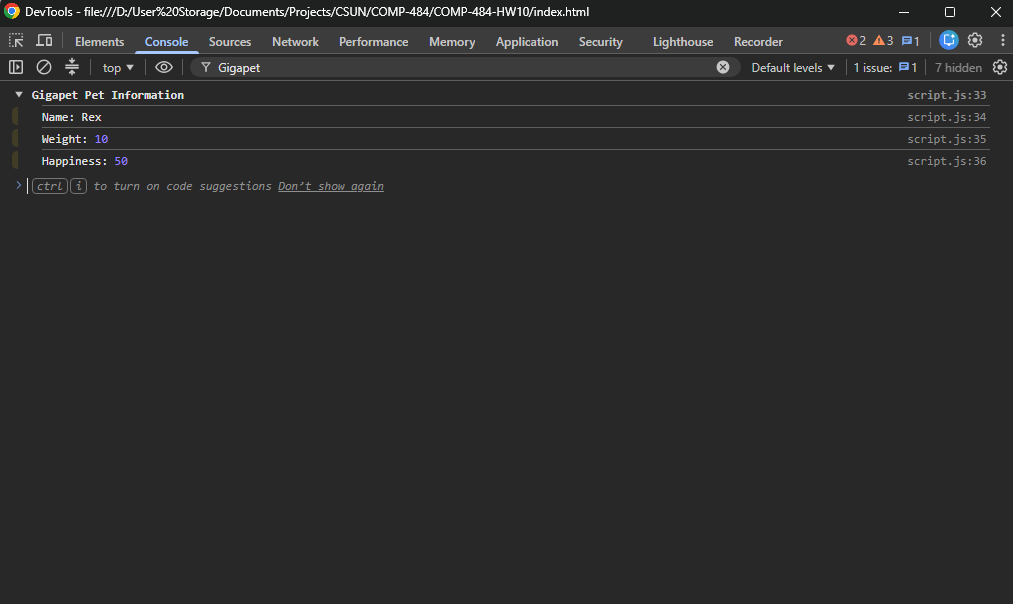 DevTools - file:///D:/User%20Storage/Documents/Projects/CSUN/COMP-484/COMP-484-HW10/index.html
Elements Console Sources Network Performance Memory Application Security Lighthouse Recorder 2 3 1
top Gigapet Default levels 1 issue: 1 7 hidden
Gigapet Pet Information script.js:33
Name: Rex script.js:34
Weight: 10 script.js:35
Happiness: 50 script.js:36
ctrl i to turn on code suggestions Don't show again